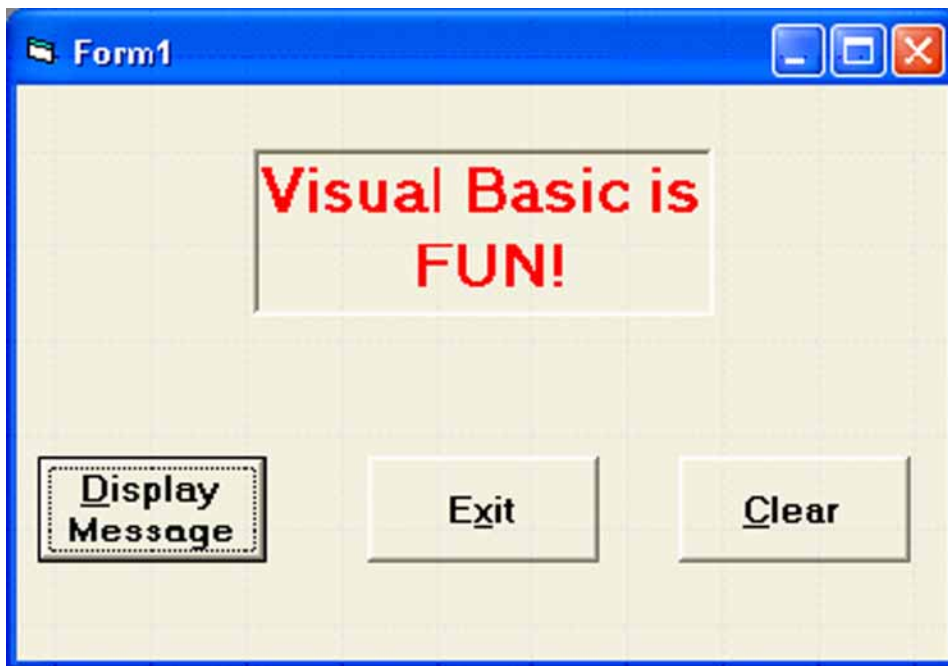 Form1
Visual Basic is
FUN!
Display
Message
Exit
Clear